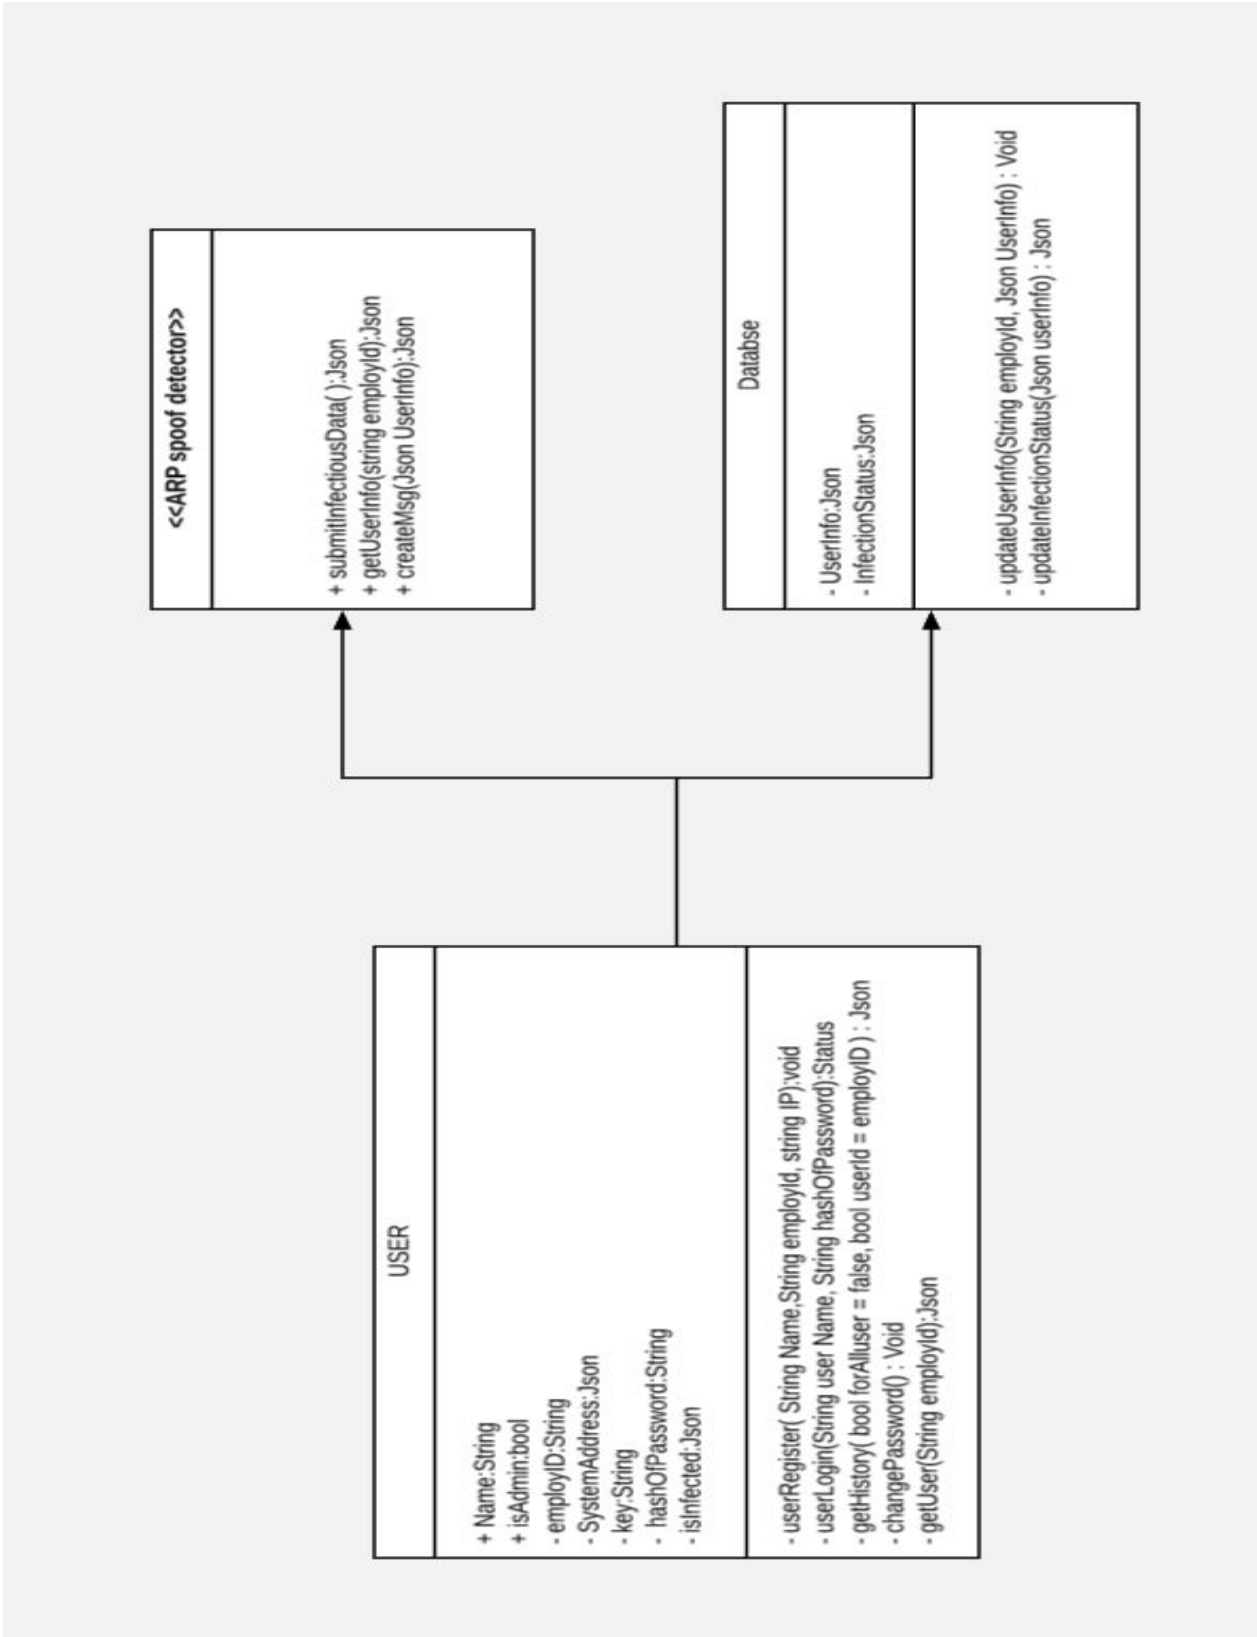 <<ARP spoof detector>>
+ submitInfectiousData( ):Json
+ getUserInfo(string employId):Json
+ createMsg(Json UserInfo):Json
Databse
- UserInfo:Json
- InfectionStatus:Json
- updateUserInfo(String employId, Json UserInfo) : Void
- updateInfectionStatus(Json userInfo) : Json
USER
+ Name:String
+ isAdmin:bool
- employID:String
- SystemAddress:Json
- key:String
- hashOfPassword:String
- isInfected:Json
- userRegister( String Name,String employId, string IP):void
- userLogin(String user Name, String hashOfPassword):Status
- getHistory( bool forAlluser = false, bool userId = employID ) : Json
- changePassword() : Void
- getUser(String employId):Json